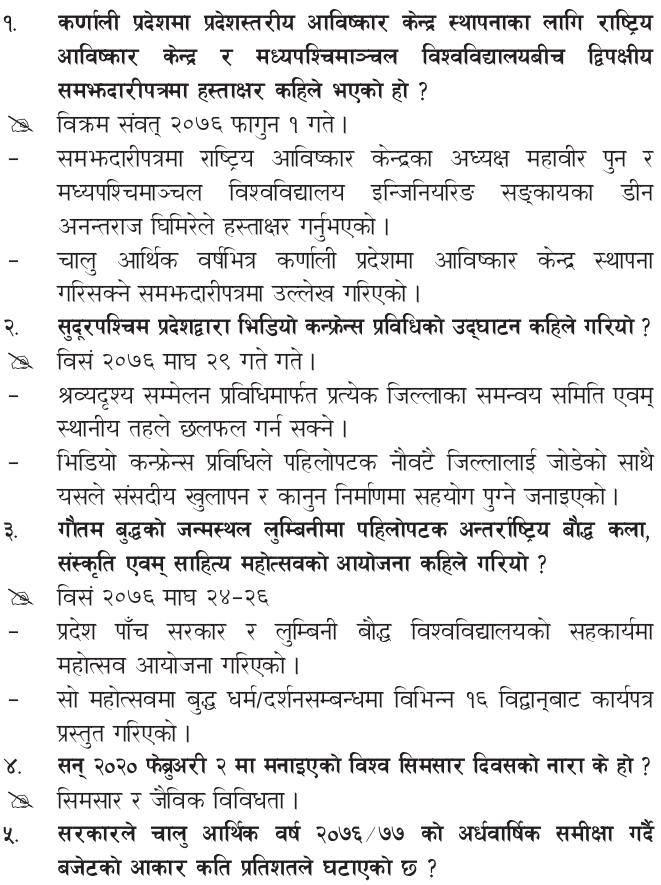 १. कर्णाली प्रदेशमा प्रदेशस्तरीय आविष्कार केन्द्र स्थापनाका लागि राष्ट्रिय
आविष्कार केन्द्र र मध्यपश्चिमाञ्चल विश्वविद्यालयबीच द्विपक्षीय
समझदारीपत्रमा हस्ताक्षर कहिले भएको हो ?
विक्रम संवत् २०७६ फागुन १ गते ।
– समझदारीपत्रमा राष्ट्रिय आविष्कार केन्द्रका अध्यक्ष महावीर पुन र
मध्यपश्चिमाञ्चल विश्वविद्यालय इन्जिनियरिङ सङ्कायका डीन
अनन्तराज घिमिरेले हस्ताक्षर गर्नुभएको ।
– चालु आर्थिक वर्षभित्र कर्णाली प्रदेशमा आविष्कार केन्द्र स्थापना
गरिसक्ने समझदारीपत्रमा उल्लेख गरिएको ।
२. सुदूरपश्चिम प्रदेशद्वारा भिडियो कन्फ्रेन्स प्रविधिको उद्घाटन कहिले गरियो ?
विसं २०७६ माघ २९ गते गते ।
– श्रव्यदृश्य सम्मेलन प्रविधिमार्फत प्रत्येक जिल्लाका समन्वय समिति एवम्
स्थानीय तहले छलफल गर्न सक्ने ।
– भिडियो कन्फ्रेन्स प्रविधिले पहिलोपटक नौवटै जिल्लालाई जोडेको साथै
यसले संसदीय खुलापन र कानुन निर्माणमा सहयोग पुग्ने जनाइएको ।
३. गौतम बुद्धको जन्मस्थल लुम्बिनीमा पहिलोपटक अन्तर्राष्ट्रिय बौद्ध कला,
संस्कृति एवम् साहित्य महोत्सवको आयोजना कहिले गरियो ?
विसं २०७६ माघ २४–२६
– प्रदेश पाँच सरकार र लुम्बिनी बौद्ध विश्वविद्यालयको सहकार्यमा
महोत्सव आयोजना गरिएको ।
– सो महोत्सवमा बुद्ध धर्म/दर्शनसम्बन्धमा विभिन्न १६ विद्वान्‌बाट कार्यपत्र
प्रस्तुत गरिएको ।
४. सन् २०२० फेब्रुअरी २ मा मनाइएको विश्व सिमसार दिवसको नारा के हो ?
सिमसार र जैविक विविधता ।
५. सरकारले चालु आर्थिक वर्ष २०७६/७७ को अर्धवार्षिक समीक्षा गर्दै
बजेटको आकार कति प्रतिशतले घटाएको छ ?